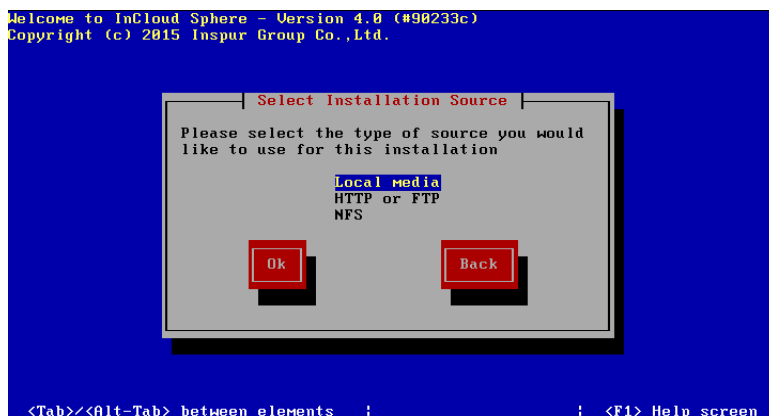 Welcome to InCloud Sphere - Version 4.0 (#90233c)
Copyright (c) 2015 Inspur Group Co.,Ltd.
Select Installation Source
Please select the type of source you would
like to use for this installation
Local media
HTTP or FTP
NFS
Ok Back
<Tab>/<Alt-Tab> between elements | | <F1> Help screen